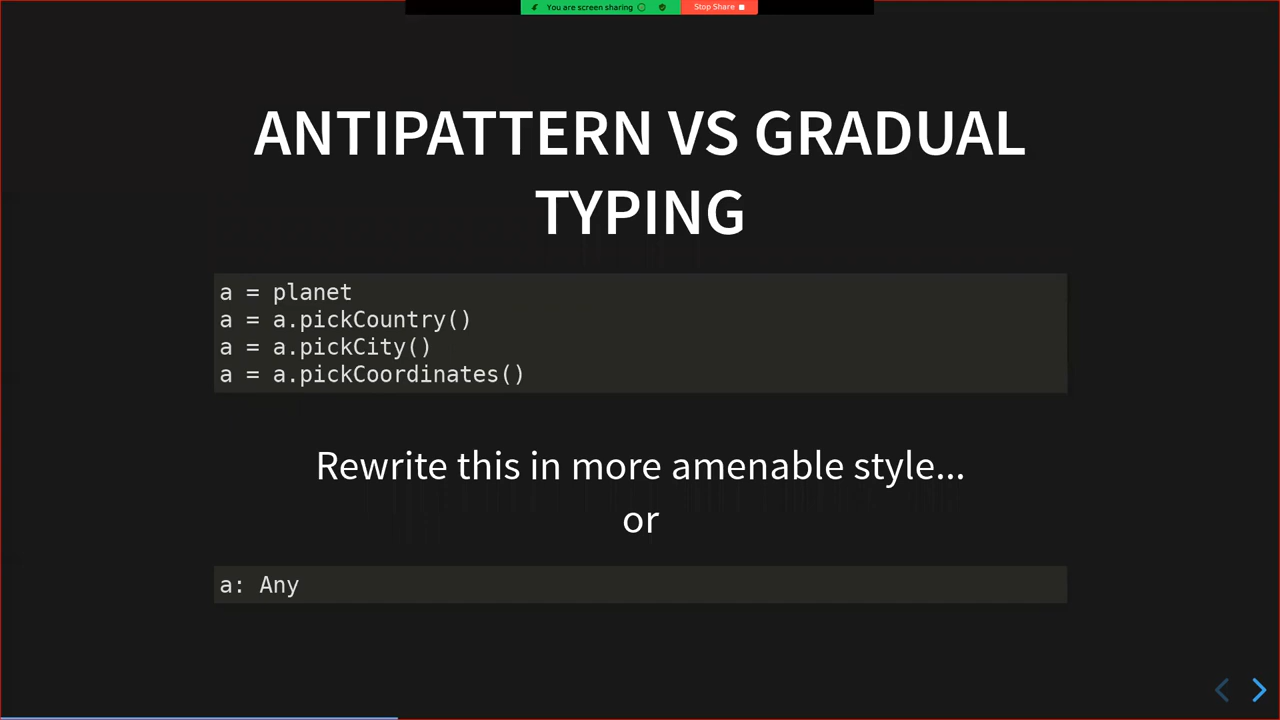 You are screen sharing
Stop Share
ANTIPATTERN VS GRADUAL
TYPING
a = planet
a = a.pickCountry()
a = a.pickCity()
a = a.pickCoordinates()
Rewrite this in more amenable style...
or
a: Any